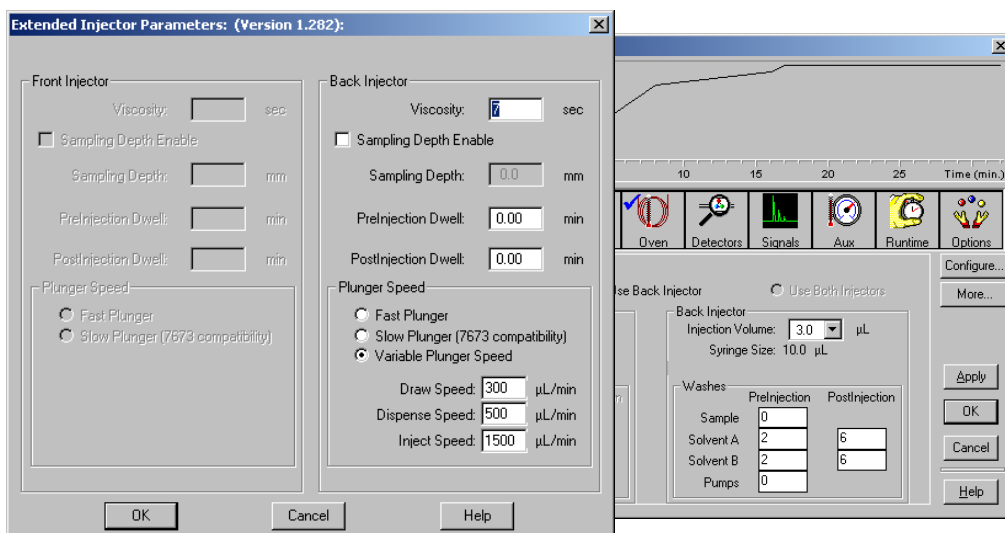 Extended Injector Parameters: (Version 1.282):
Front Injector
Viscosity: sec
Sampling Depth Enable
Sampling Depth: mm
PreInjection Dwell: min
PostInjection Dwell: min
Plunger Speed
Fast Plunger
Slow Plunger (7673 compatibility)
Back Injector
Viscosity: 7 sec
Sampling Depth Enable
Sampling Depth: 0.0 mm
PreInjection Dwell: 0.00 min
PostInjection Dwell: 0.00 min
Plunger Speed
Fast Plunger
Slow Plunger (7673 compatibility)
Variable Plunger Speed
Draw Speed: 300 µL/min
Dispense Speed: 500 µL/min
Inject Speed: 1500 µL/min
OK Cancel Help
10 15 20 25 Time (min.)
Oven Detectors Signals Aux Runtime Options
Configure...
More...
Back Injector Use Both Injectors
Back Injector
Injection Volume: 3.0 µL
Syringe Size: 10.0 µL
Washes
PreInjection PostInjection
Sample 0
Solvent A 2 6
Solvent B 2 6
Pumps 0
Apply
OK
Cancel
Help